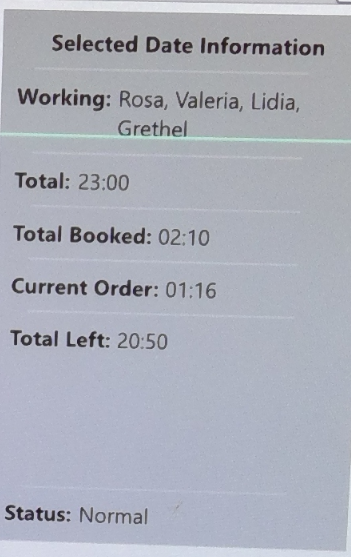 Selected Date Information
Working: Rosa, Valeria, Lidia,
Grethel
Total: 23:00
Total Booked: 02:10
Current Order: 01:16
Total Left: 20:50
Status: Normal